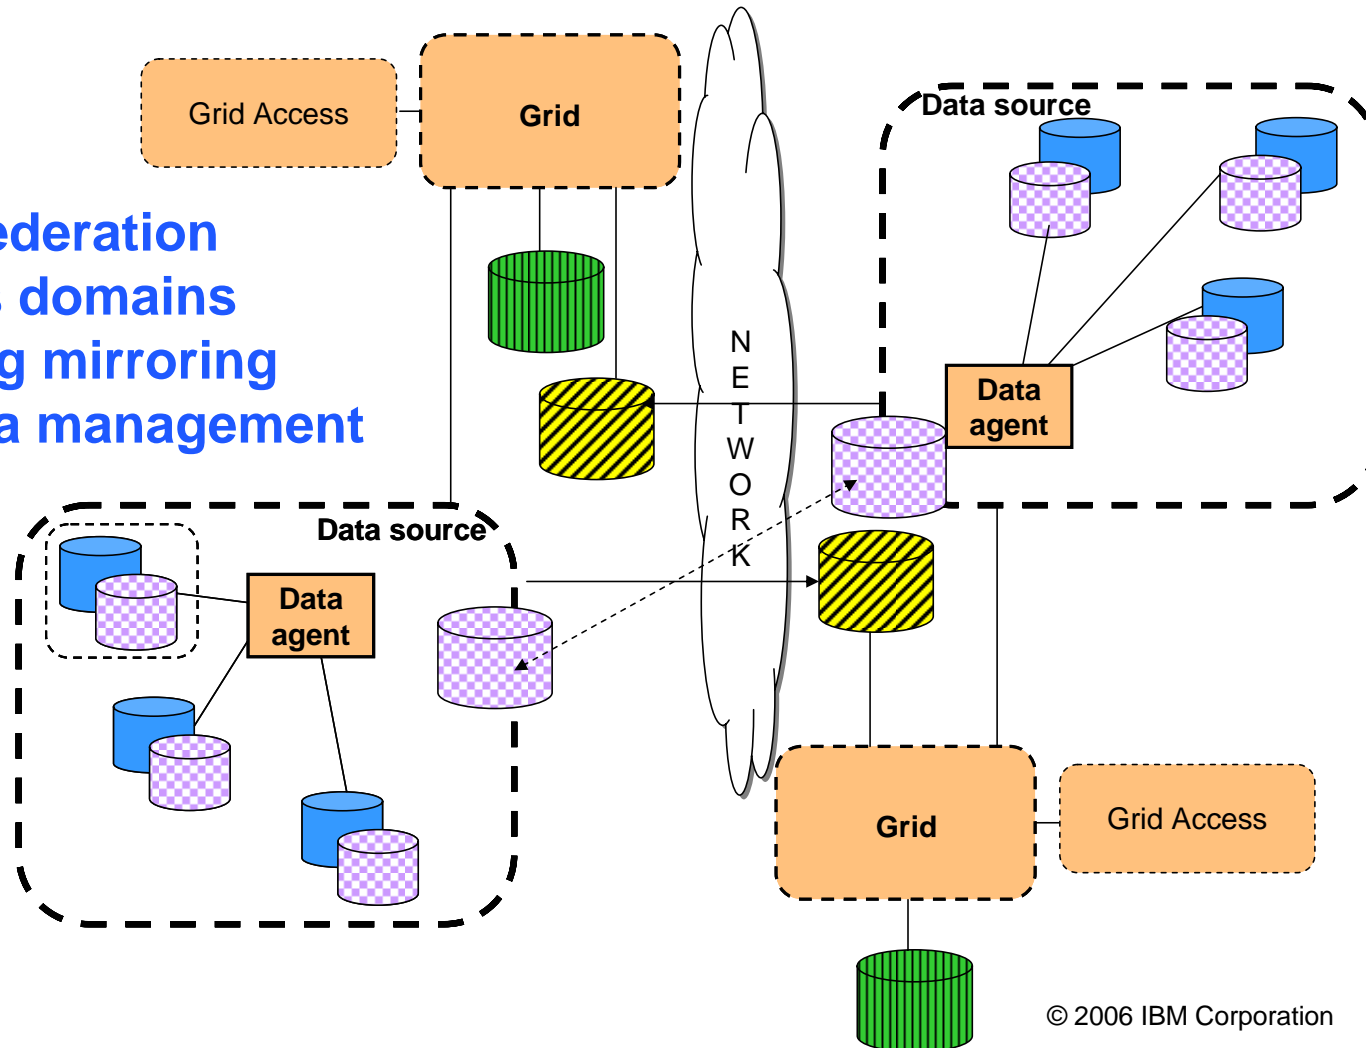 Grid Access
Grid
Data source
ederation
domains
g mirroring
a management
N
E
T
W
O
R
K
Data
agent
Data source
Data
agent
Grid
Grid Access
© 2006 IBM Corporation